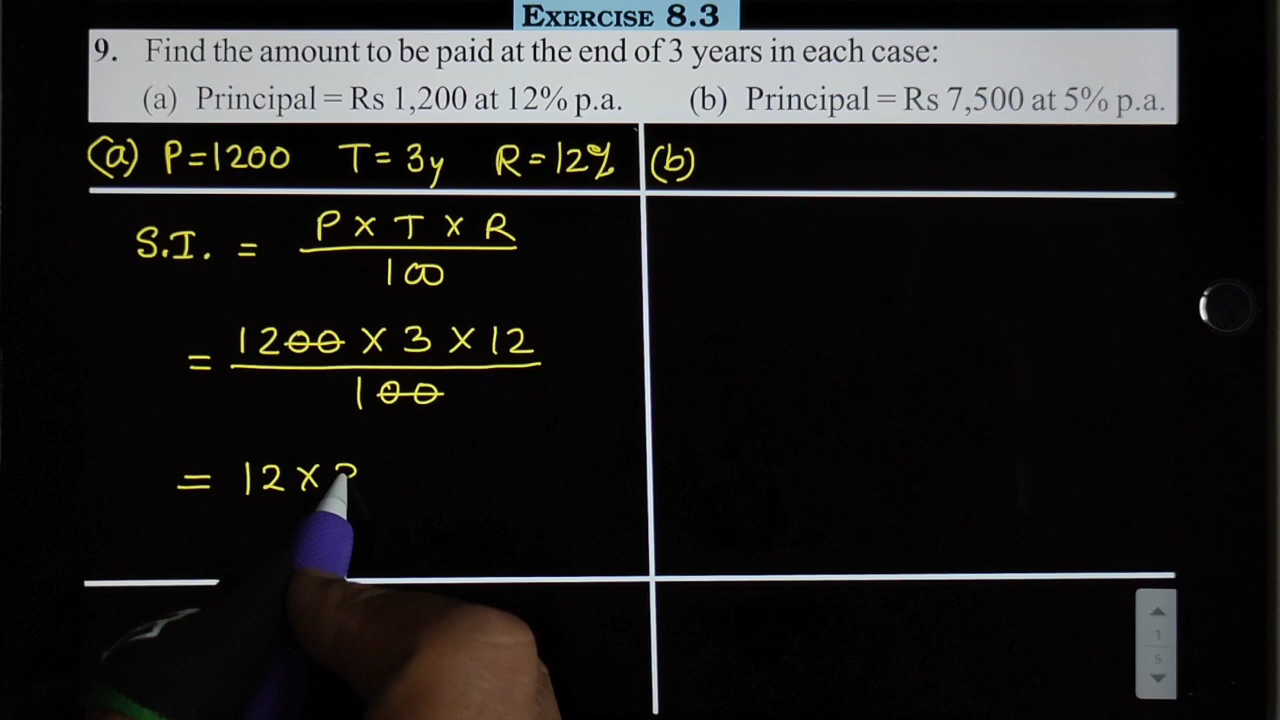 EXERCISE 8.3
9. Find the amount to be paid at the end of 3 years in each case:
(a) Principal = Rs 1,200 at 12% p.a. (b) Principal = Rs 7,500 at 5% p.a.
(a) P=1200 T=3y R=12% (b)
S.I. = P X T X R
100
= 1200 X 3 X 12
100
= 12 X
1
5